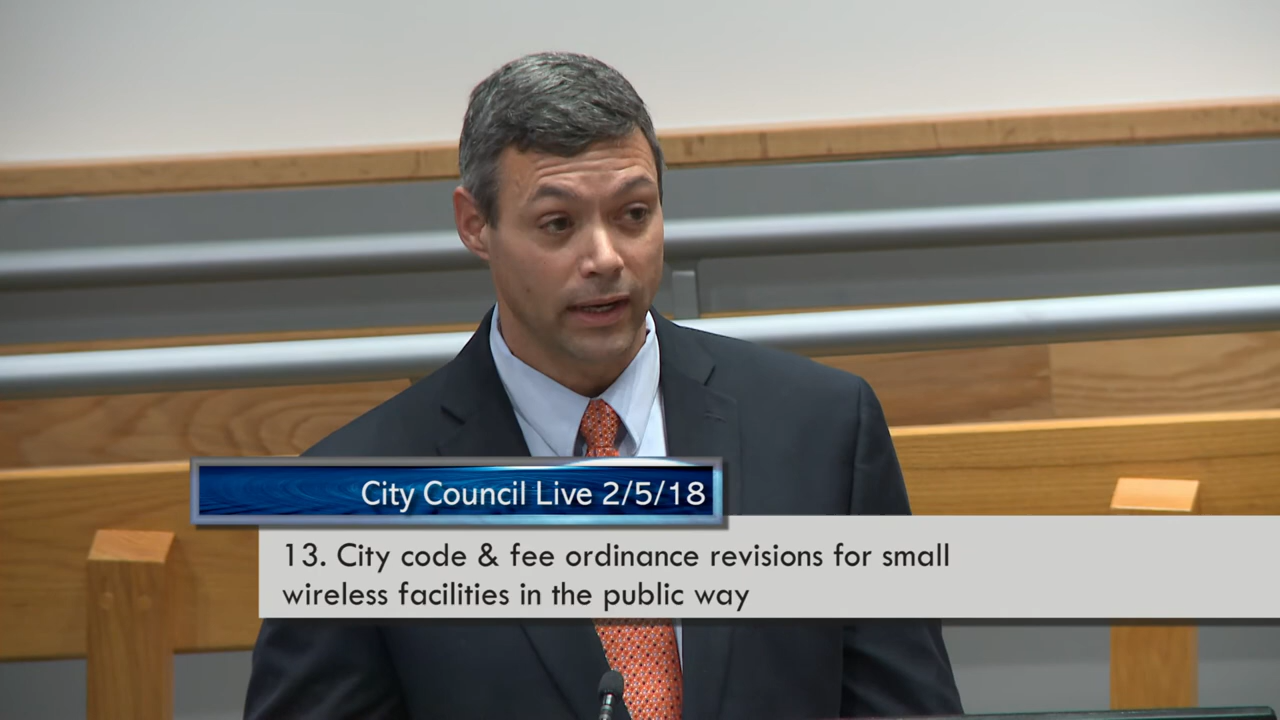 City Council Live 2/5/18
13. City code & fee ordinance revisions for small
wireless facilities in the public way